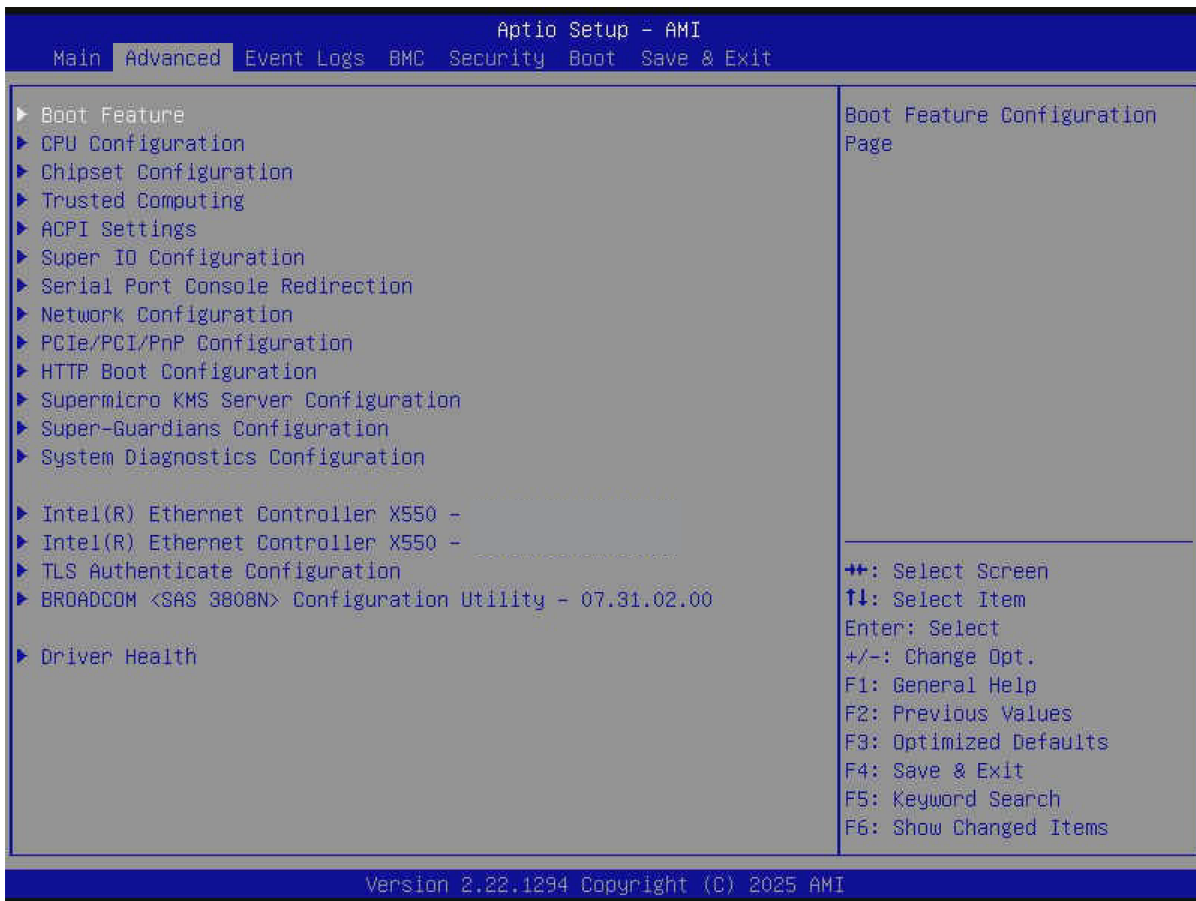 Aptio Setup – AMI
Main Advanced Event Logs BMC Security Boot Save & Exit
Boot Feature
CPU Configuration
Chipset Configuration
Trusted Computing
ACPI Settings
Super IO Configuration
Serial Port Console Redirection
Network Configuration
PCIe/PCI/PnP Configuration
HTTP Boot Configuration
Supermicro KMS Server Configuration
Super-Guardians Configuration
System Diagnostics Configuration
Intel(R) Ethernet Controller X550 –
Intel(R) Ethernet Controller X550 –
TLS Authenticate Configuration
BROADCOM <SAS 3808N> Configuration Utility – 07.31.02.00
Driver Health
Boot Feature Configuration
Page
→←: Select Screen
↑↓: Select Item
Enter: Select
+/-: Change Opt.
F1: General Help
F2: Previous Values
F3: Optimized Defaults
F4: Save & Exit
F5: Keyword Search
F6: Show Changed Items
Version 2.22.1294 Copyright (C) 2025 AMI